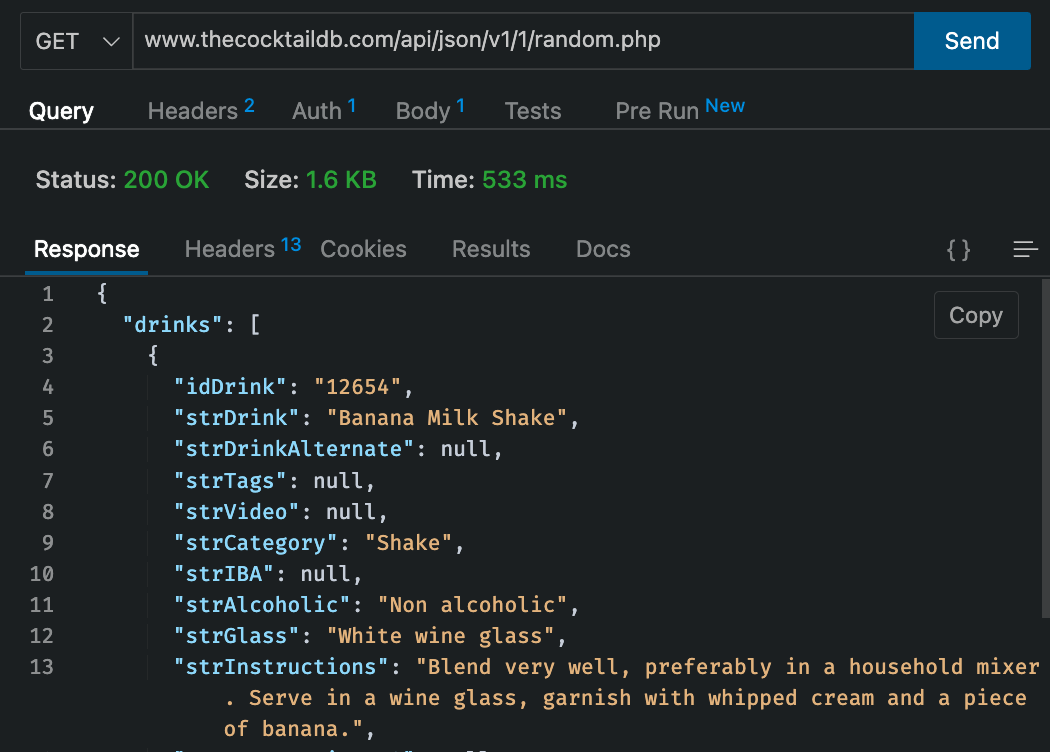 GET www.thecocktaildb.com/api/json/v1/1/random.php Send
Query Headers 2 Auth 1 Body 1 Tests Pre Run New
Status: 200 OK Size: 1.6 KB Time: 533 ms
Response Headers 13 Cookies Results Docs { }
Copy
1 {
2 "drinks": [
3 {
4 "idDrink": "12654",
5 "strDrink": "Banana Milk Shake",
6 "strDrinkAlternate": null,
7 "strTags": null,
8 "strVideo": null,
9 "strCategory": "Shake",
10 "strIBA": null,
11 "strAlcoholic": "Non alcoholic",
12 "strGlass": "White wine glass",
13 "strInstructions": "Blend very well, preferably in a household mixer
. Serve in a wine glass, garnish with whipped cream and a piece
of banana.",